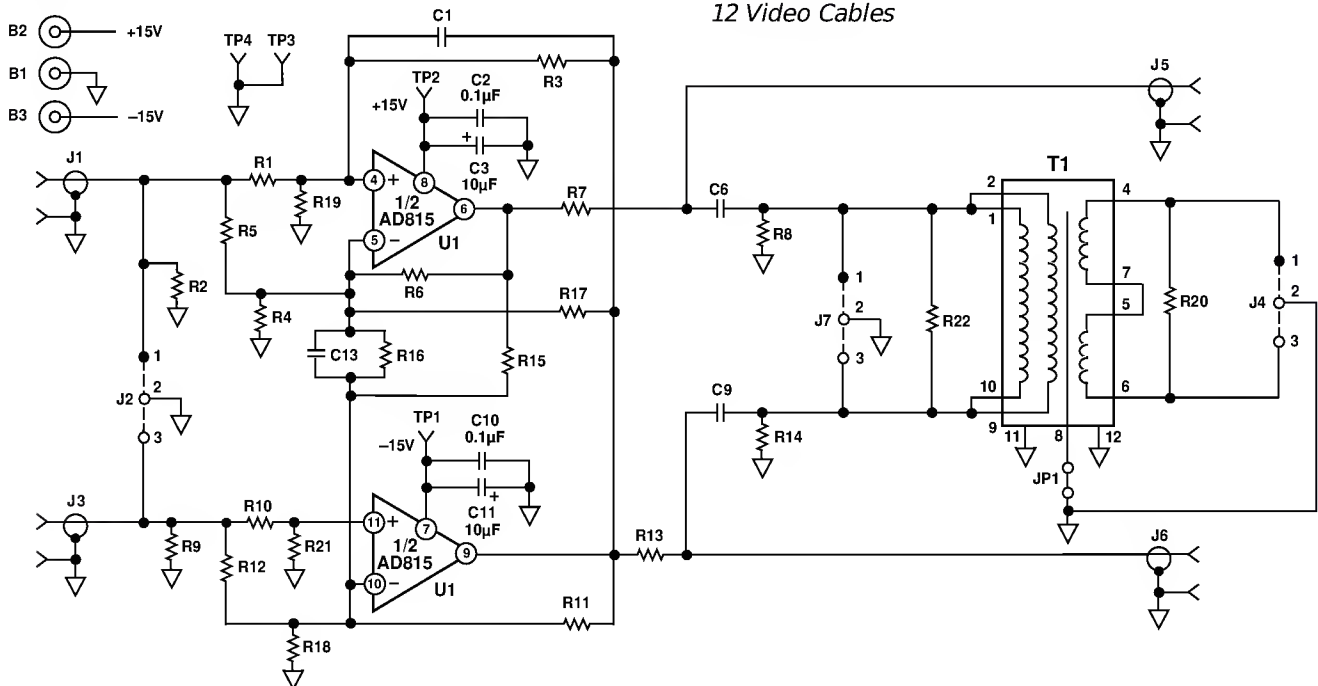 12 Video Cables
B2 +15V
B1
B3 –15V
TP4 TP3
C1
R3
TP2
+15V
C2
0.1µF
+
C3
10µF
J5
J1
R1
R19
R5
4 +
8
1/2
AD815
6
5 –
U1
R7
C6
R8
R2
R4
R6
R17
C13
R16
R15
1
J2 2
3
1
J7 2
3
R22
T1
2
1
4
7
5
10
6
9
11
8
12
R20
1
J4 2
3
C9
R14
JP1
TP1
–15V
C10
0.1µF
+
C11
10µF
J3
R10
R9
R12
R21
11 +
7
1/2
AD815
9
10 –
U1
R13
J6
R11
R18